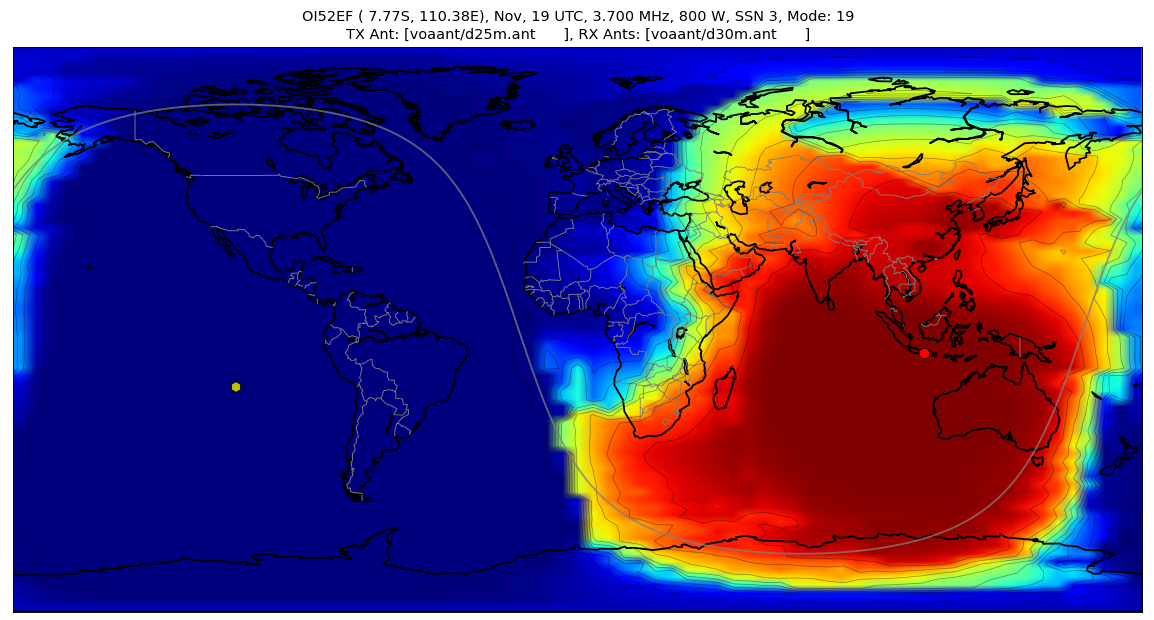 OI52EF ( 7.77S, 110.38E), Nov, 19 UTC, 3.700 MHz, 800 W, SSN 3, Mode: 19
TX Ant: [voaant/d25m.ant      ], RX Ants: [voaant/d30m.ant      ]